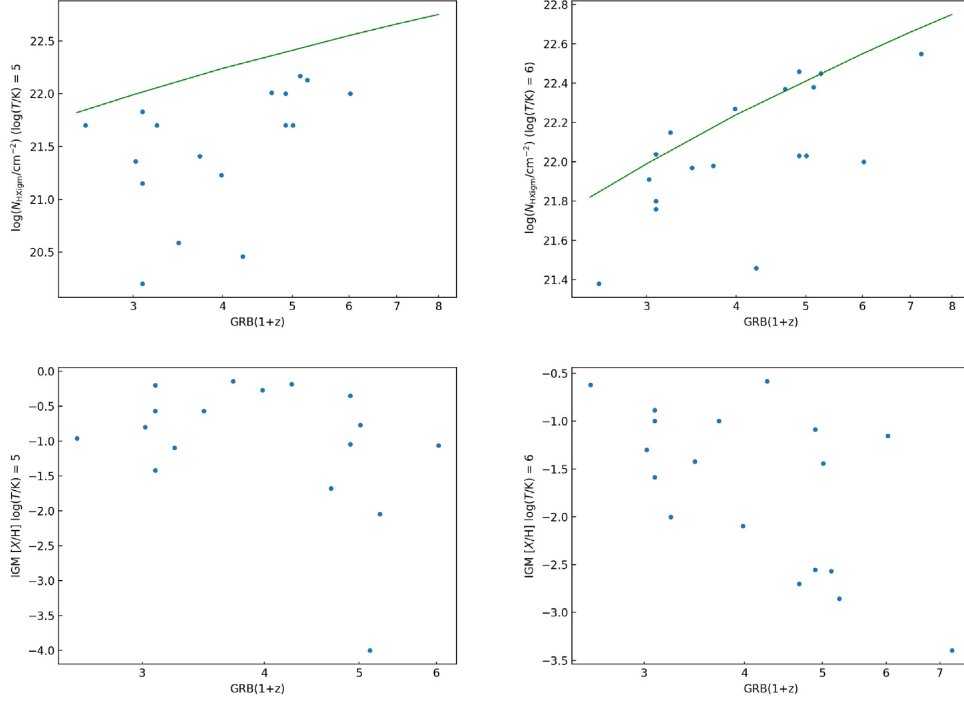 22.5
22.0
21.5
21.0
20.5
log(N_HXigm/cm⁻²) (log(T/K) = 5
3 4 5 6 7 8
GRB(1+z)
22.8
22.6
22.4
22.2
22.0
21.8
21.6
21.4
log(N_HXigm/cm⁻²) (log(T/K) = 6)
3 4 5 6 7 8
GRB(1+z)
0.0
−0.5
−1.0
−1.5
−2.0
−2.5
−3.0
−3.5
−4.0
IGM [X/H] log(T/K) = 5
3 4 5 6
GRB(1+z)
−0.5
−1.0
−1.5
−2.0
−2.5
−3.0
−3.5
IGM [X/H] log(T/K) = 6
3 4 5 6 7
GRB(1+z)